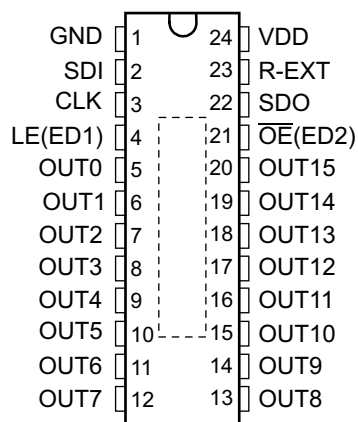 GND 1 24 VDD
SDI 2 23 R-EXT
CLK 3 22 SDO
LE(ED1) 4 21 O̅E̅(ED2)
OUT0 5 20 OUT15
OUT1 6 19 OUT14
OUT2 7 18 OUT13
OUT3 8 17 OUT12
OUT4 9 16 OUT11
OUT5 10 15 OUT10
OUT6 11 14 OUT9
OUT7 12 13 OUT8